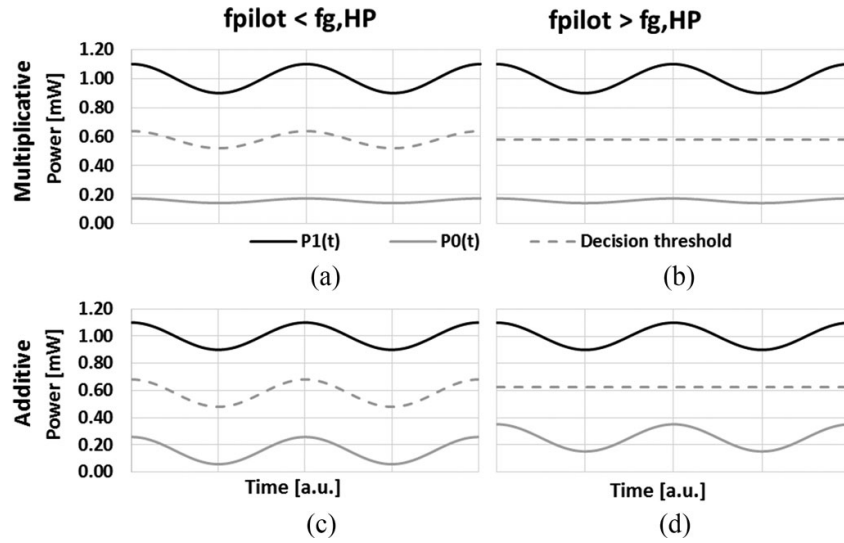 fpilot < fg,HP
fpilot > fg,HP
Multiplicative
Power [mW]
1.20
1.00
0.80
0.60
0.40
0.20
0.00
P1(t)
P0(t)
Decision threshold
(a)
(b)
Additive
Power [mW]
1.20
1.00
0.80
0.60
0.40
0.20
0.00
Time [a.u.]
Time [a.u.]
(c)
(d)